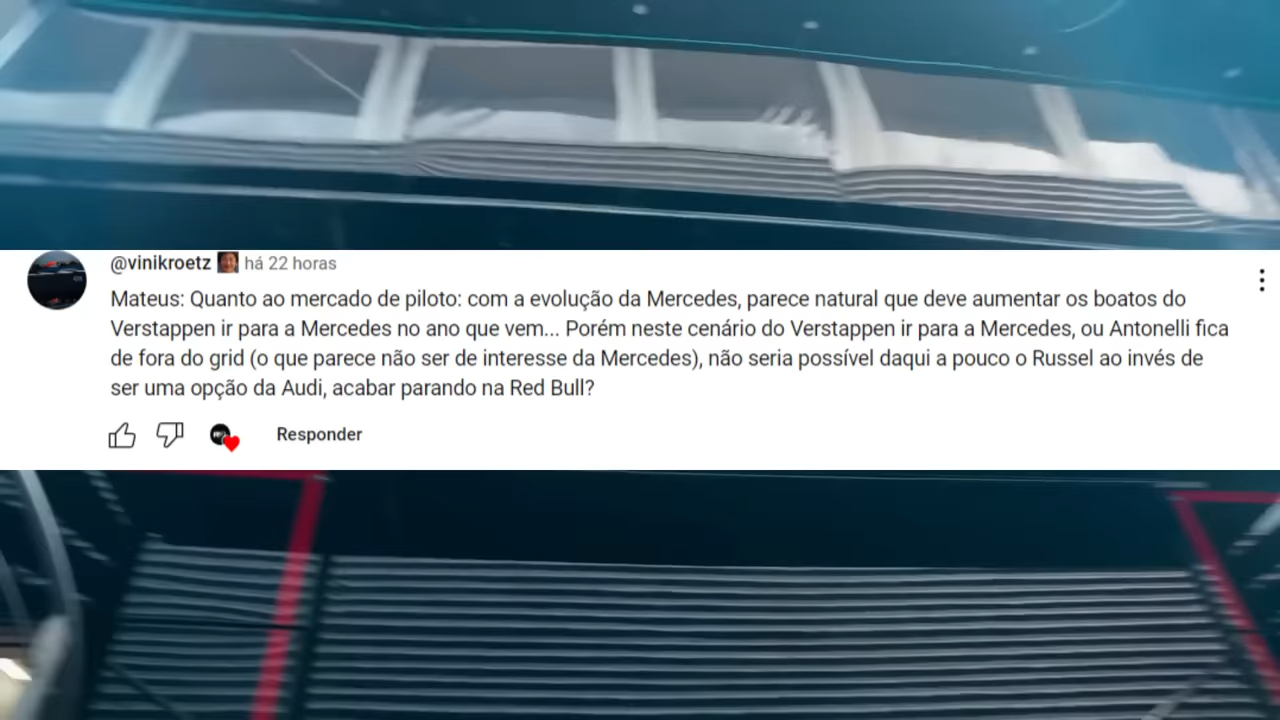 @vinikroetz há 22 horas
Mateus: Quanto ao mercado de piloto: com a evolução da Mercedes, parece natural que deve aumentar os boatos do
Verstappen ir para a Mercedes no ano que vem... Porém neste cenário do Verstappen ir para a Mercedes, ou Antonelli fica
de fora do grid (o que parece não ser de interesse da Mercedes), não seria possível daqui a pouco o Russel ao invés de
ser uma opção da Audi, acabar parando na Red Bull?
Responder